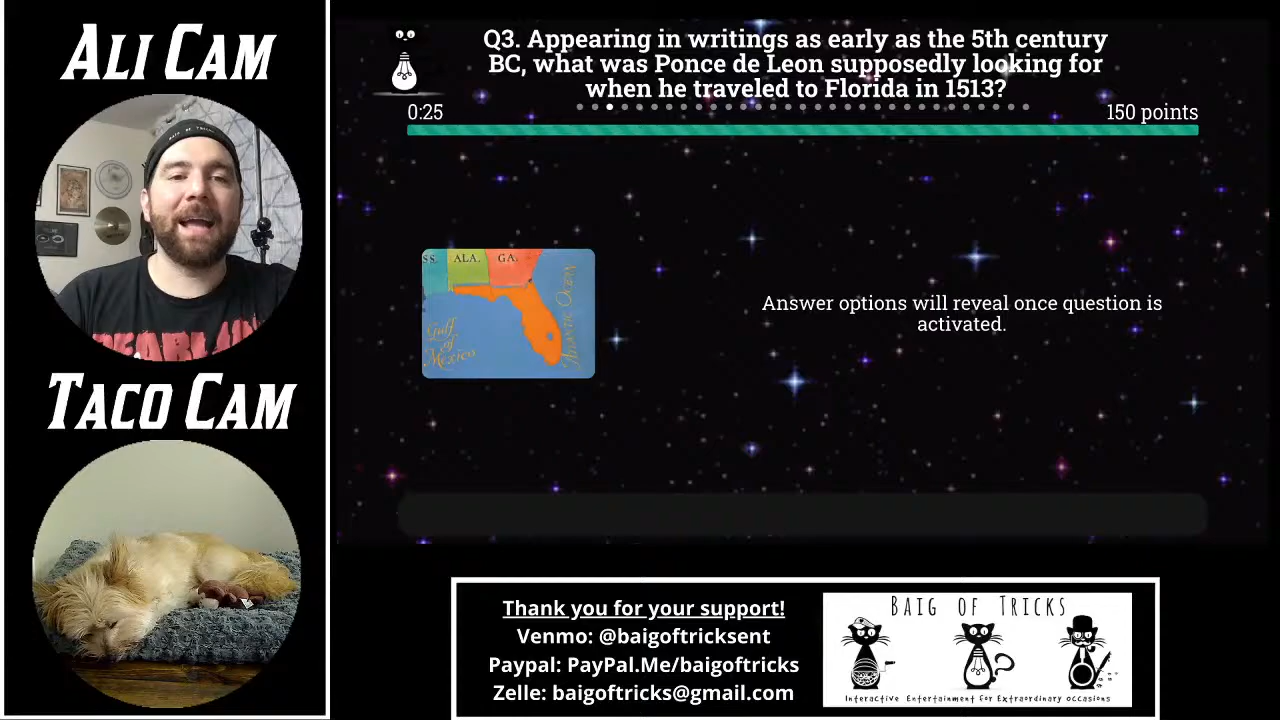 ALI CAM
TACO CAM
Q3. Appearing in writings as early as the 5th century
BC, what was Ponce de Leon supposedly looking for
when he traveled to Florida in 1513?
0:25
150 points
SS.
ALA.
GA.
Gulf
of
Mexico
Atlantic Ocean
Answer options will reveal once question is
activated.
Thank you for your support!
Venmo: @baigoftricksent
Paypal: PayPal.Me/baigoftricks
Zelle: baigoftricks@gmail.com
BAIG OF TRICKS
Interactive Entertainment for Extraordinary occasions